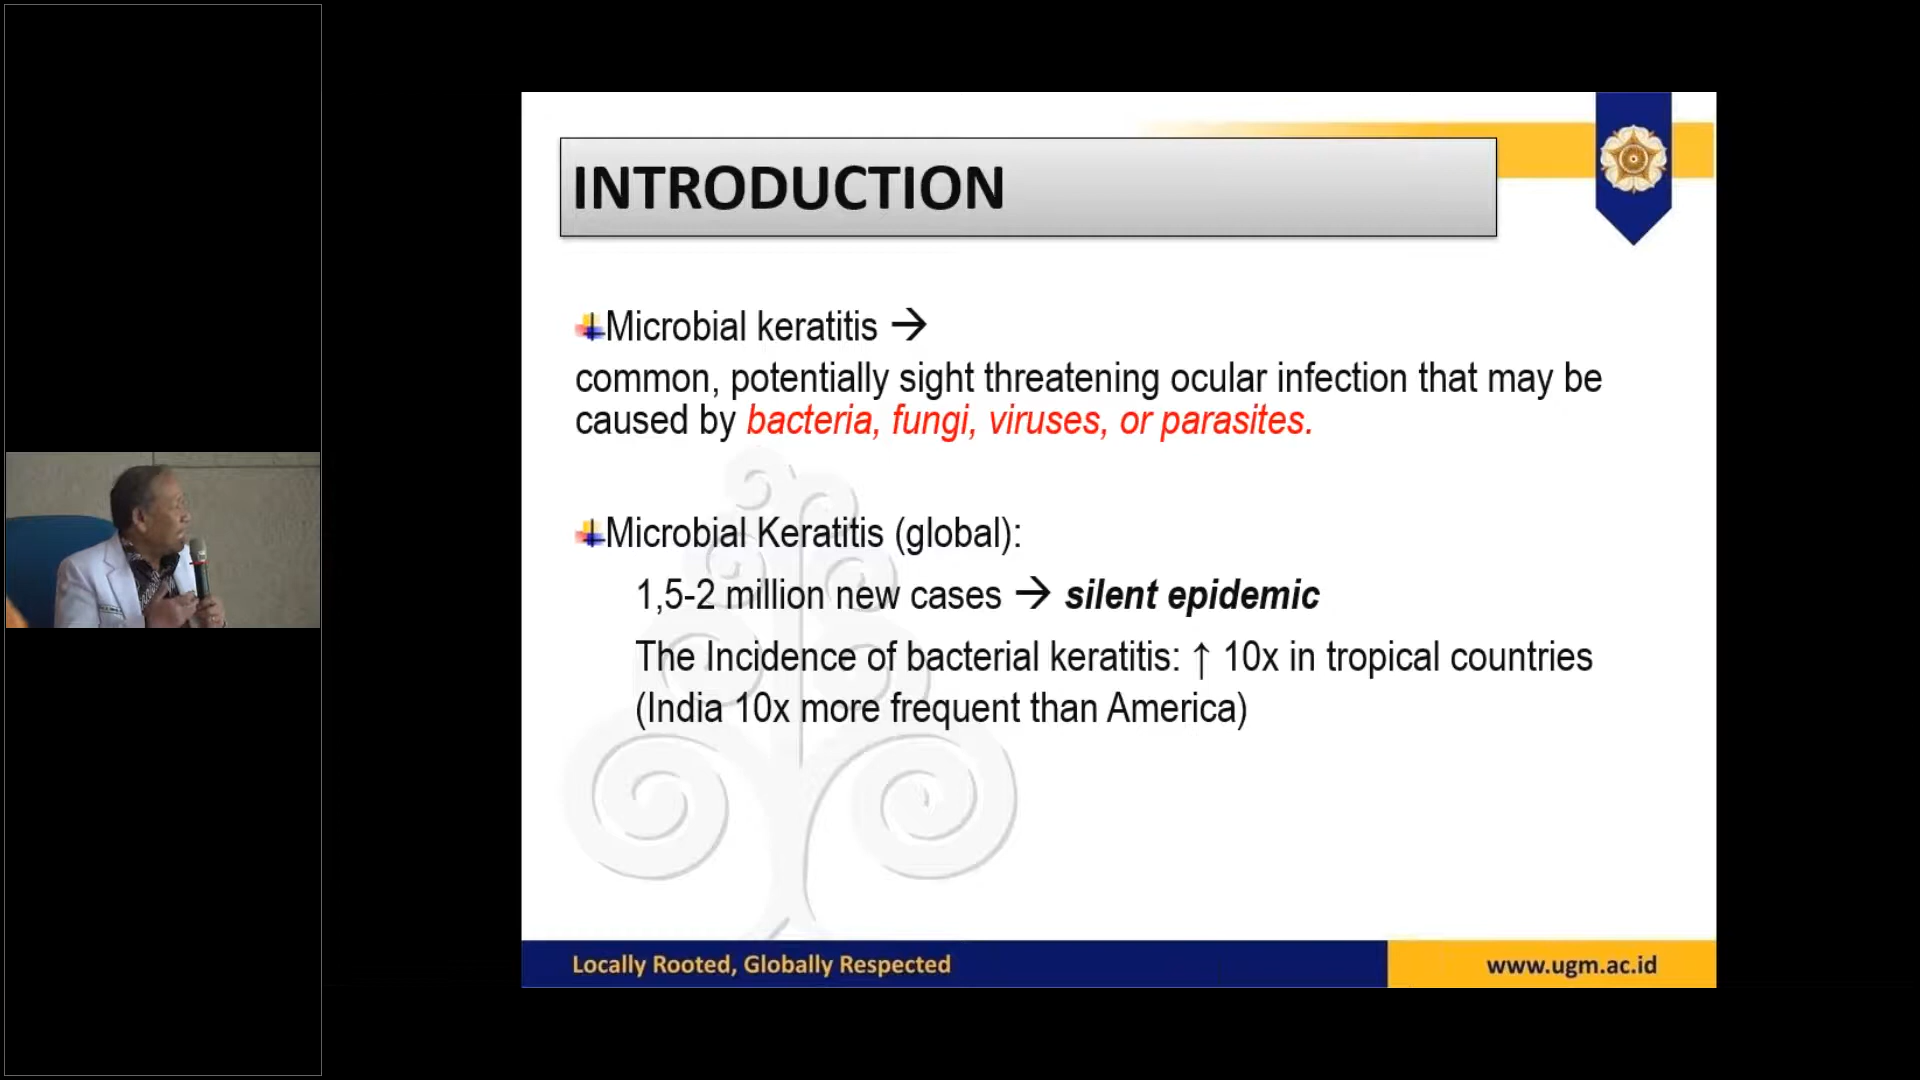 INTRODUCTION
Microbial keratitis →
common, potentially sight threatening ocular infection that may be
caused by bacteria, fungi, viruses, or parasites.
Microbial Keratitis (global):
1,5-2 million new cases → silent epidemic
The Incidence of bacterial keratitis: ↑ 10x in tropical countries
(India 10x more frequent than America)
Locally Rooted, Globally Respected
www.ugm.ac.id